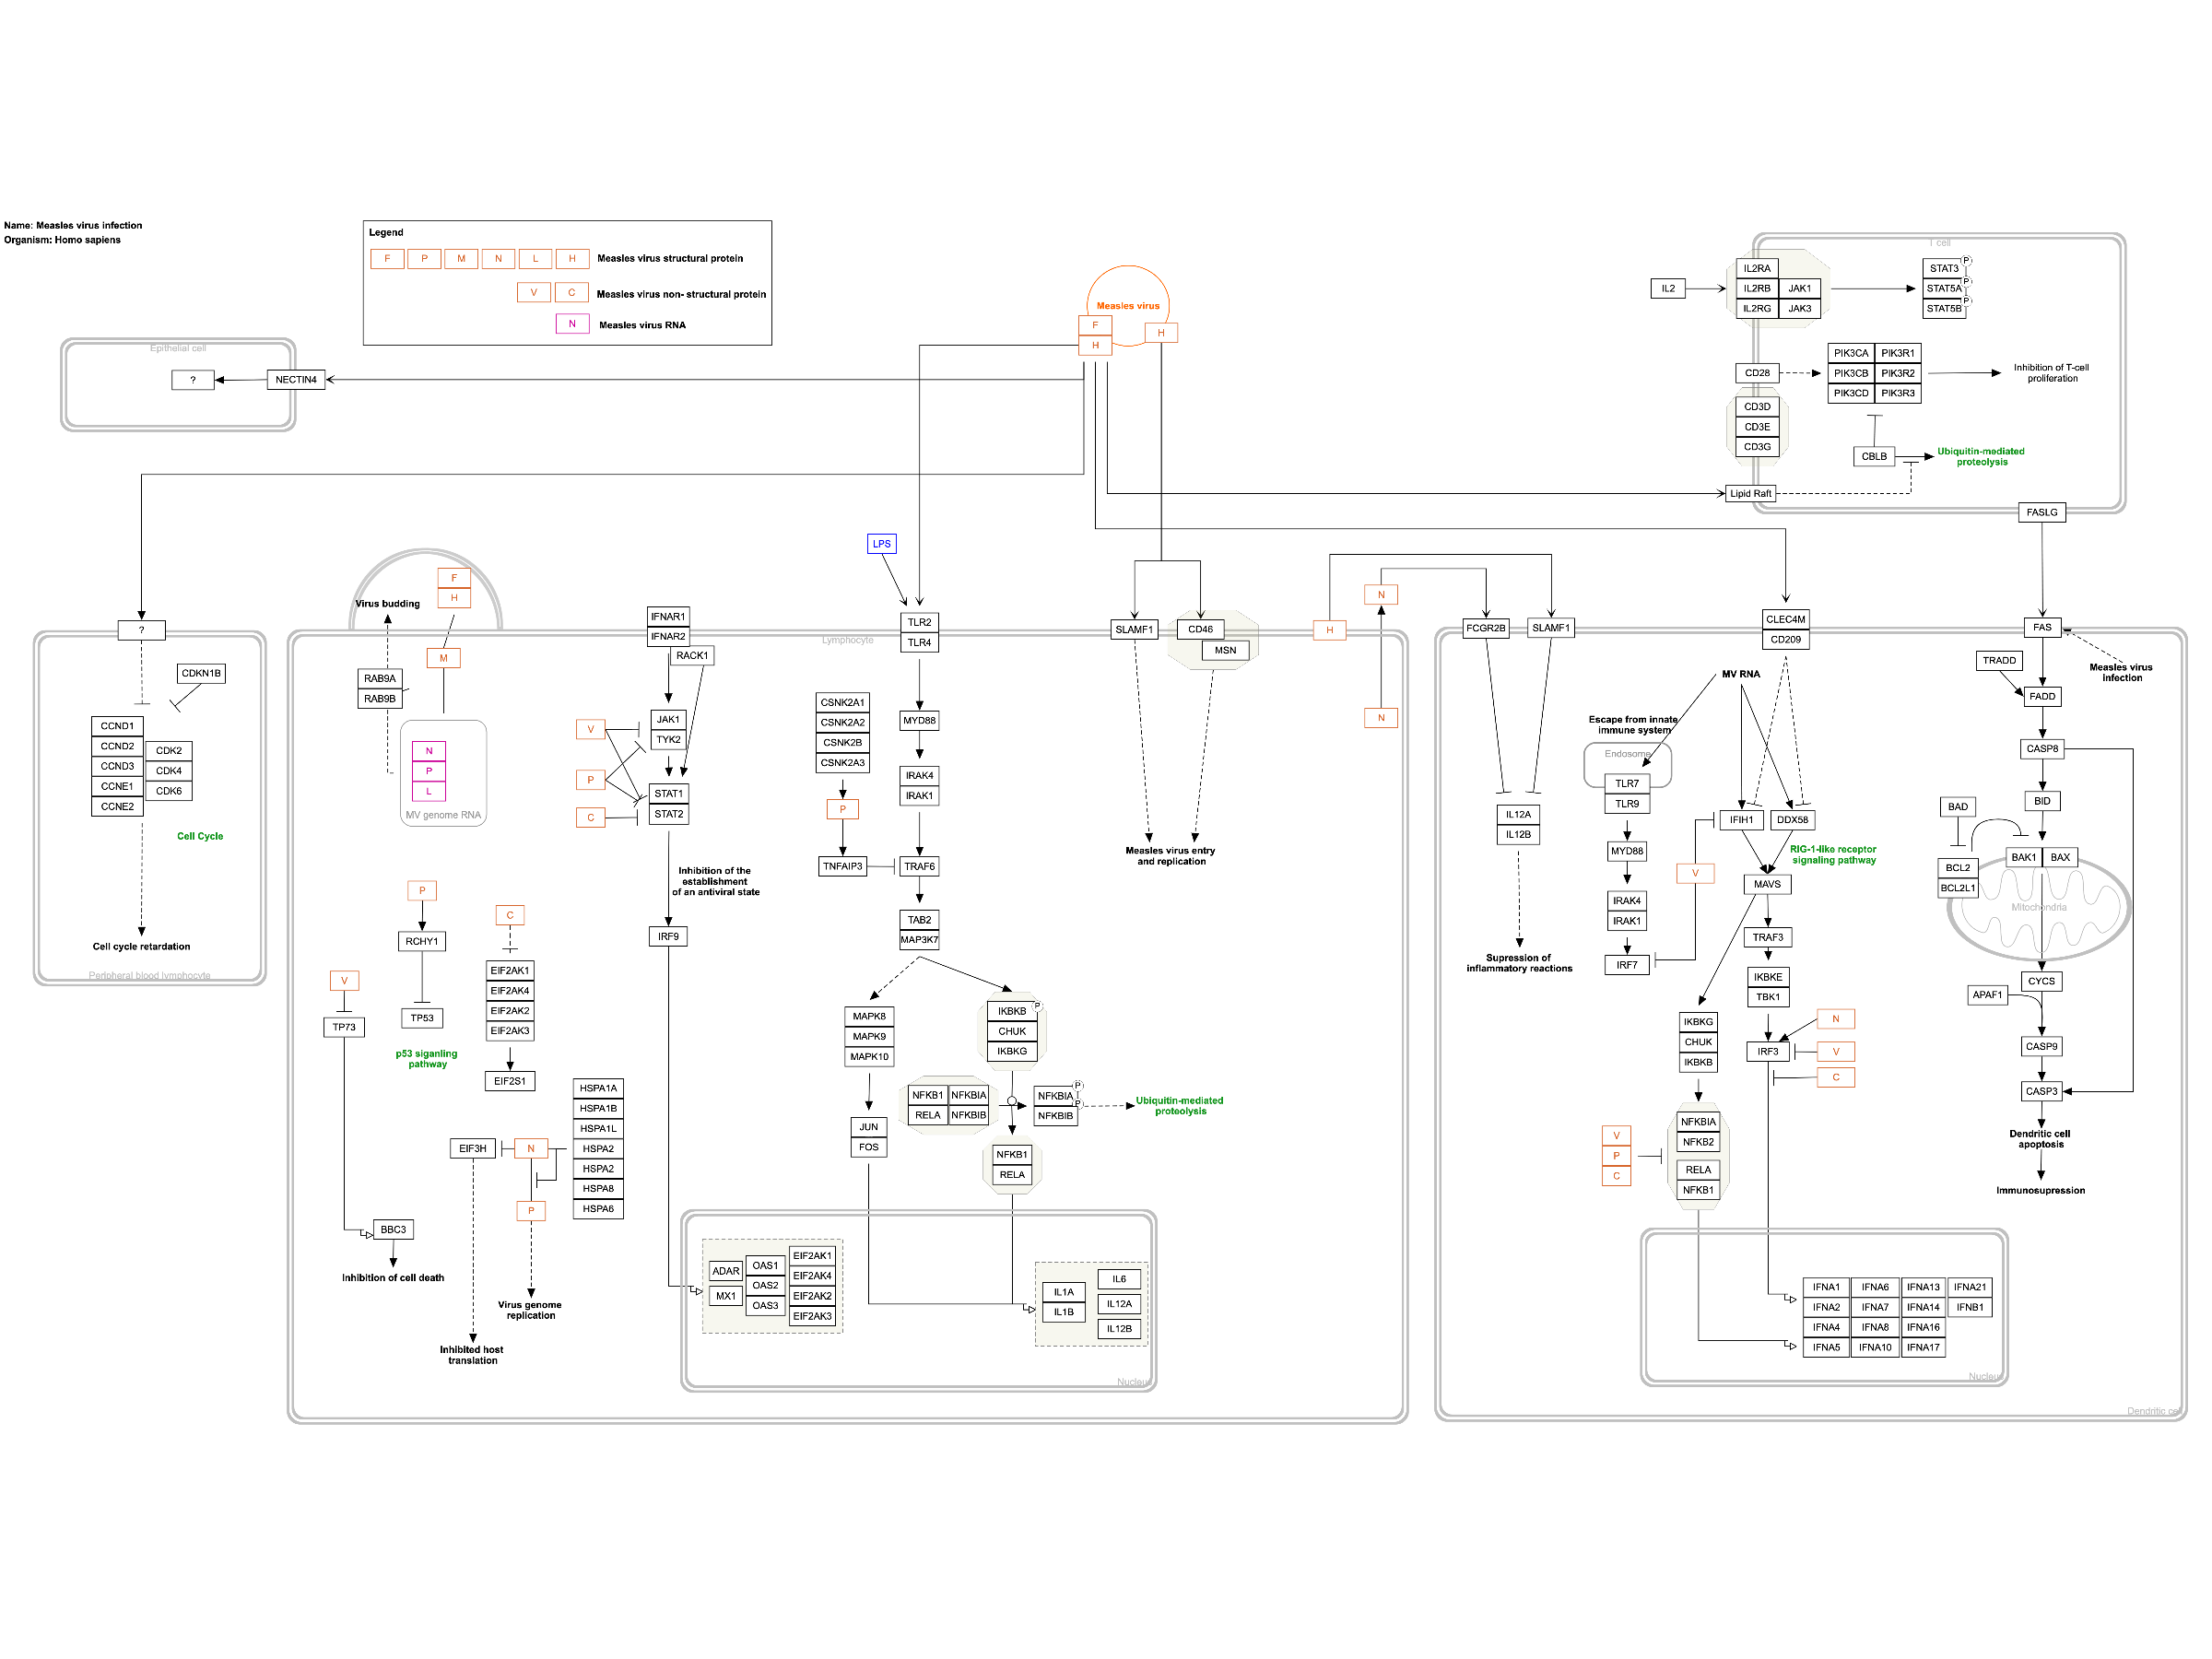 Name: Measles virus infection
Organism: Homo sapiens
Legend
F P M N L H Measles virus structural protein
V C Measles virus non- structural protein
N Measles virus RNA
Measles virus
F
H
H
Epithelial cell
?
NECTIN4
T cell
IL2
IL2RA
IL2RB
JAK1
IL2RG
JAK3
STAT3
P
STAT5A
P
STAT5B
P
CD28
PIK3CA
PIK3R1
PIK3CB
PIK3R2
PIK3CD
PIK3R3
Inhibition of T-cell
proliferation
CD3D
CD3E
CD3G
CBLB
Ubiquitin-mediated
proteolysis
Lipid Raft
FASLG
?
CDKN1B
CCND1
CCND2
CCND3
CCNE1
CCNE2
CDK2
CDK4
CDK6
Cell Cycle
Cell cycle retardation
Peripheral blood lymphocyte
Lymphocyte
Virus budding
F
H
M
RAB9A
RAB9B
N
P
L
MV genome RNA
IFNAR1
IFNAR2
RACK1
V
P
C
JAK1
TYK2
STAT1
STAT2
Inhibition of the
establishment
of an antiviral state
IRF9
P
RCHY1
TP53
p53 siganling
pathway
V
TP73
BBC3
Inhibition of cell death
C
EIF2AK1
EIF2AK4
EIF2AK2
EIF2AK3
EIF2S1
HSPA1A
HSPA1B
HSPA1L
HSPA2
HSPA2
HSPA8
HSPA6
EIF3H
N
P
Virus genome
replication
Inhibited host
translation
LPS
TLR2
TLR4
CSNK2A1
CSNK2A2
CSNK2B
CSNK2A3
P
TNFAIP3
MYD88
IRAK4
IRAK1
TRAF6
TAB2
MAP3K7
MAPK8
MAPK9
MAPK10
JUN
FOS
IKBKB
P
CHUK
IKBKG
NFKB1
NFKBIA
RELA
NFKBIB
NFKBIA
P
NFKBIB
P
Ubiquitin-mediated
proteolysis
NFKB1
RELA
ADAR
MX1
OAS1
OAS2
OAS3
EIF2AK1
EIF2AK4
EIF2AK2
EIF2AK3
IL1A
IL1B
IL6
IL12A
IL12B
Nucleus
SLAMF1
CD46
MSN
Measles virus entry
and replication
H
N
N
FCGR2B
SLAMF1
IL12A
IL12B
Supression of
inflammatory reactions
CLEC4M
CD209
MV RNA
Escape from innate
immune system
Endosome
TLR7
TLR9
MYD88
IRAK4
IRAK1
IRF7
V
IFIH1
DDX58
RIG-1-like receptor
signaling pathway
MAVS
TRAF3
IKBKE
TBK1
IRF3
N
V
C
IKBKG
CHUK
IKBKB
NFKBIA
NFKB2
RELA
NFKB1
V
P
C
IFNA1
IFNA6
IFNA13
IFNA21
IFNA2
IFNA7
IFNA14
IFNB1
IFNA4
IFNA8
IFNA16
IFNA5
IFNA10
IFNA17
Nucleus
FAS
Measles virus
infection
TRADD
FADD
CASP8
BID
BAD
BCL2
BCL2L1
BAK1
BAX
Mitochondria
CYCS
APAF1
CASP9
CASP3
Dendritic cell
apoptosis
Immunosupression
Dendritic cell